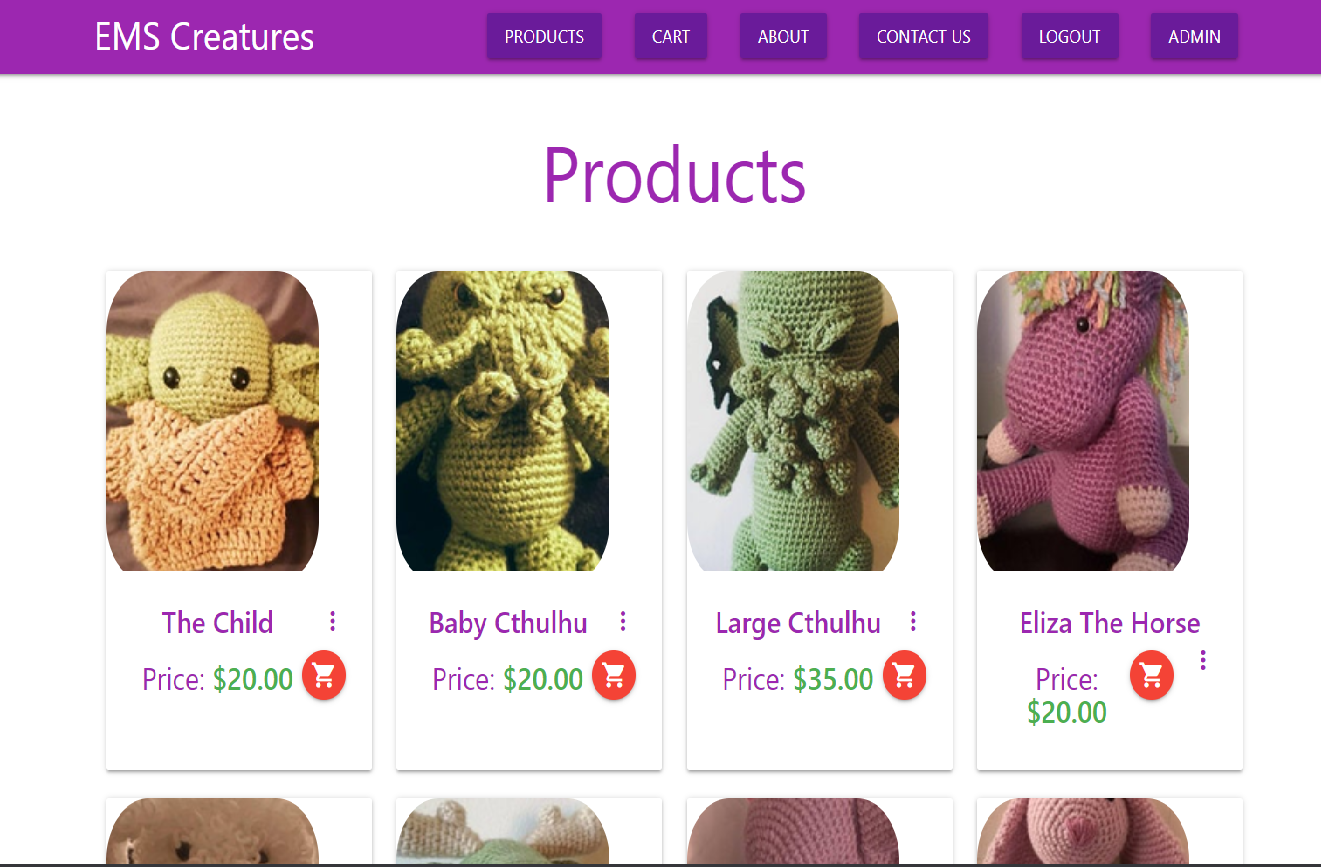 EMS Creatures
PRODUCTS
CART
ABOUT
CONTACT US
LOGOUT
ADMIN
Products
The Child
Price: $20.00
Baby Cthulhu
Price: $20.00
Large Cthulhu
Price: $35.00
Eliza The Horse
Price:
$20.00